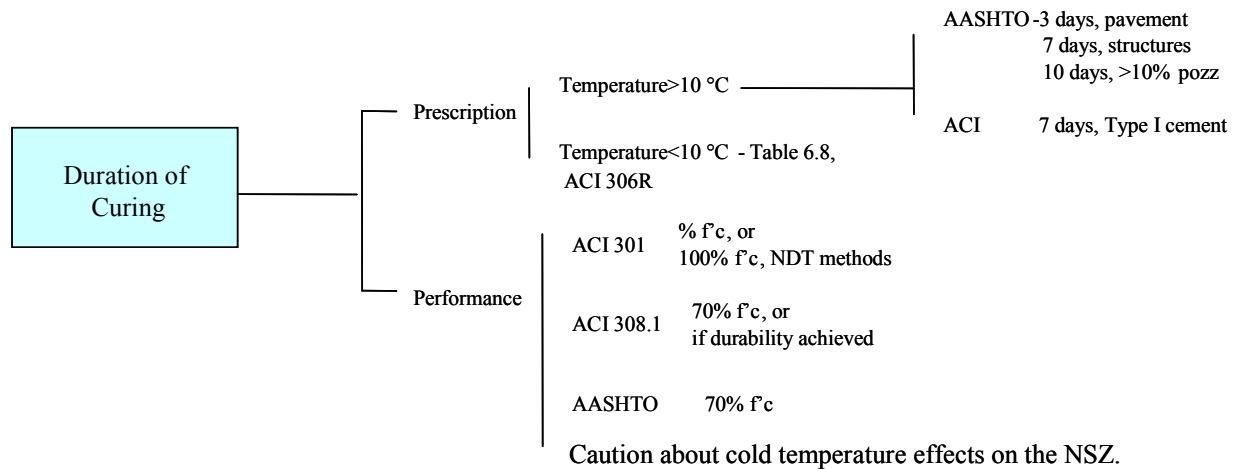 Duration of
Curing
Prescription
Temperature>10 °C
AASHTO -3 days, pavement
7 days, structures
10 days, >10% pozz
ACI 7 days, Type I cement
Temperature<10 °C - Table 6.8,
ACI 306R
Performance
ACI 301 % f'c, or
100% f'c, NDT methods
ACI 308.1 70% f'c, or
if durability achieved
AASHTO 70% f'c
Caution about cold temperature effects on the NSZ.